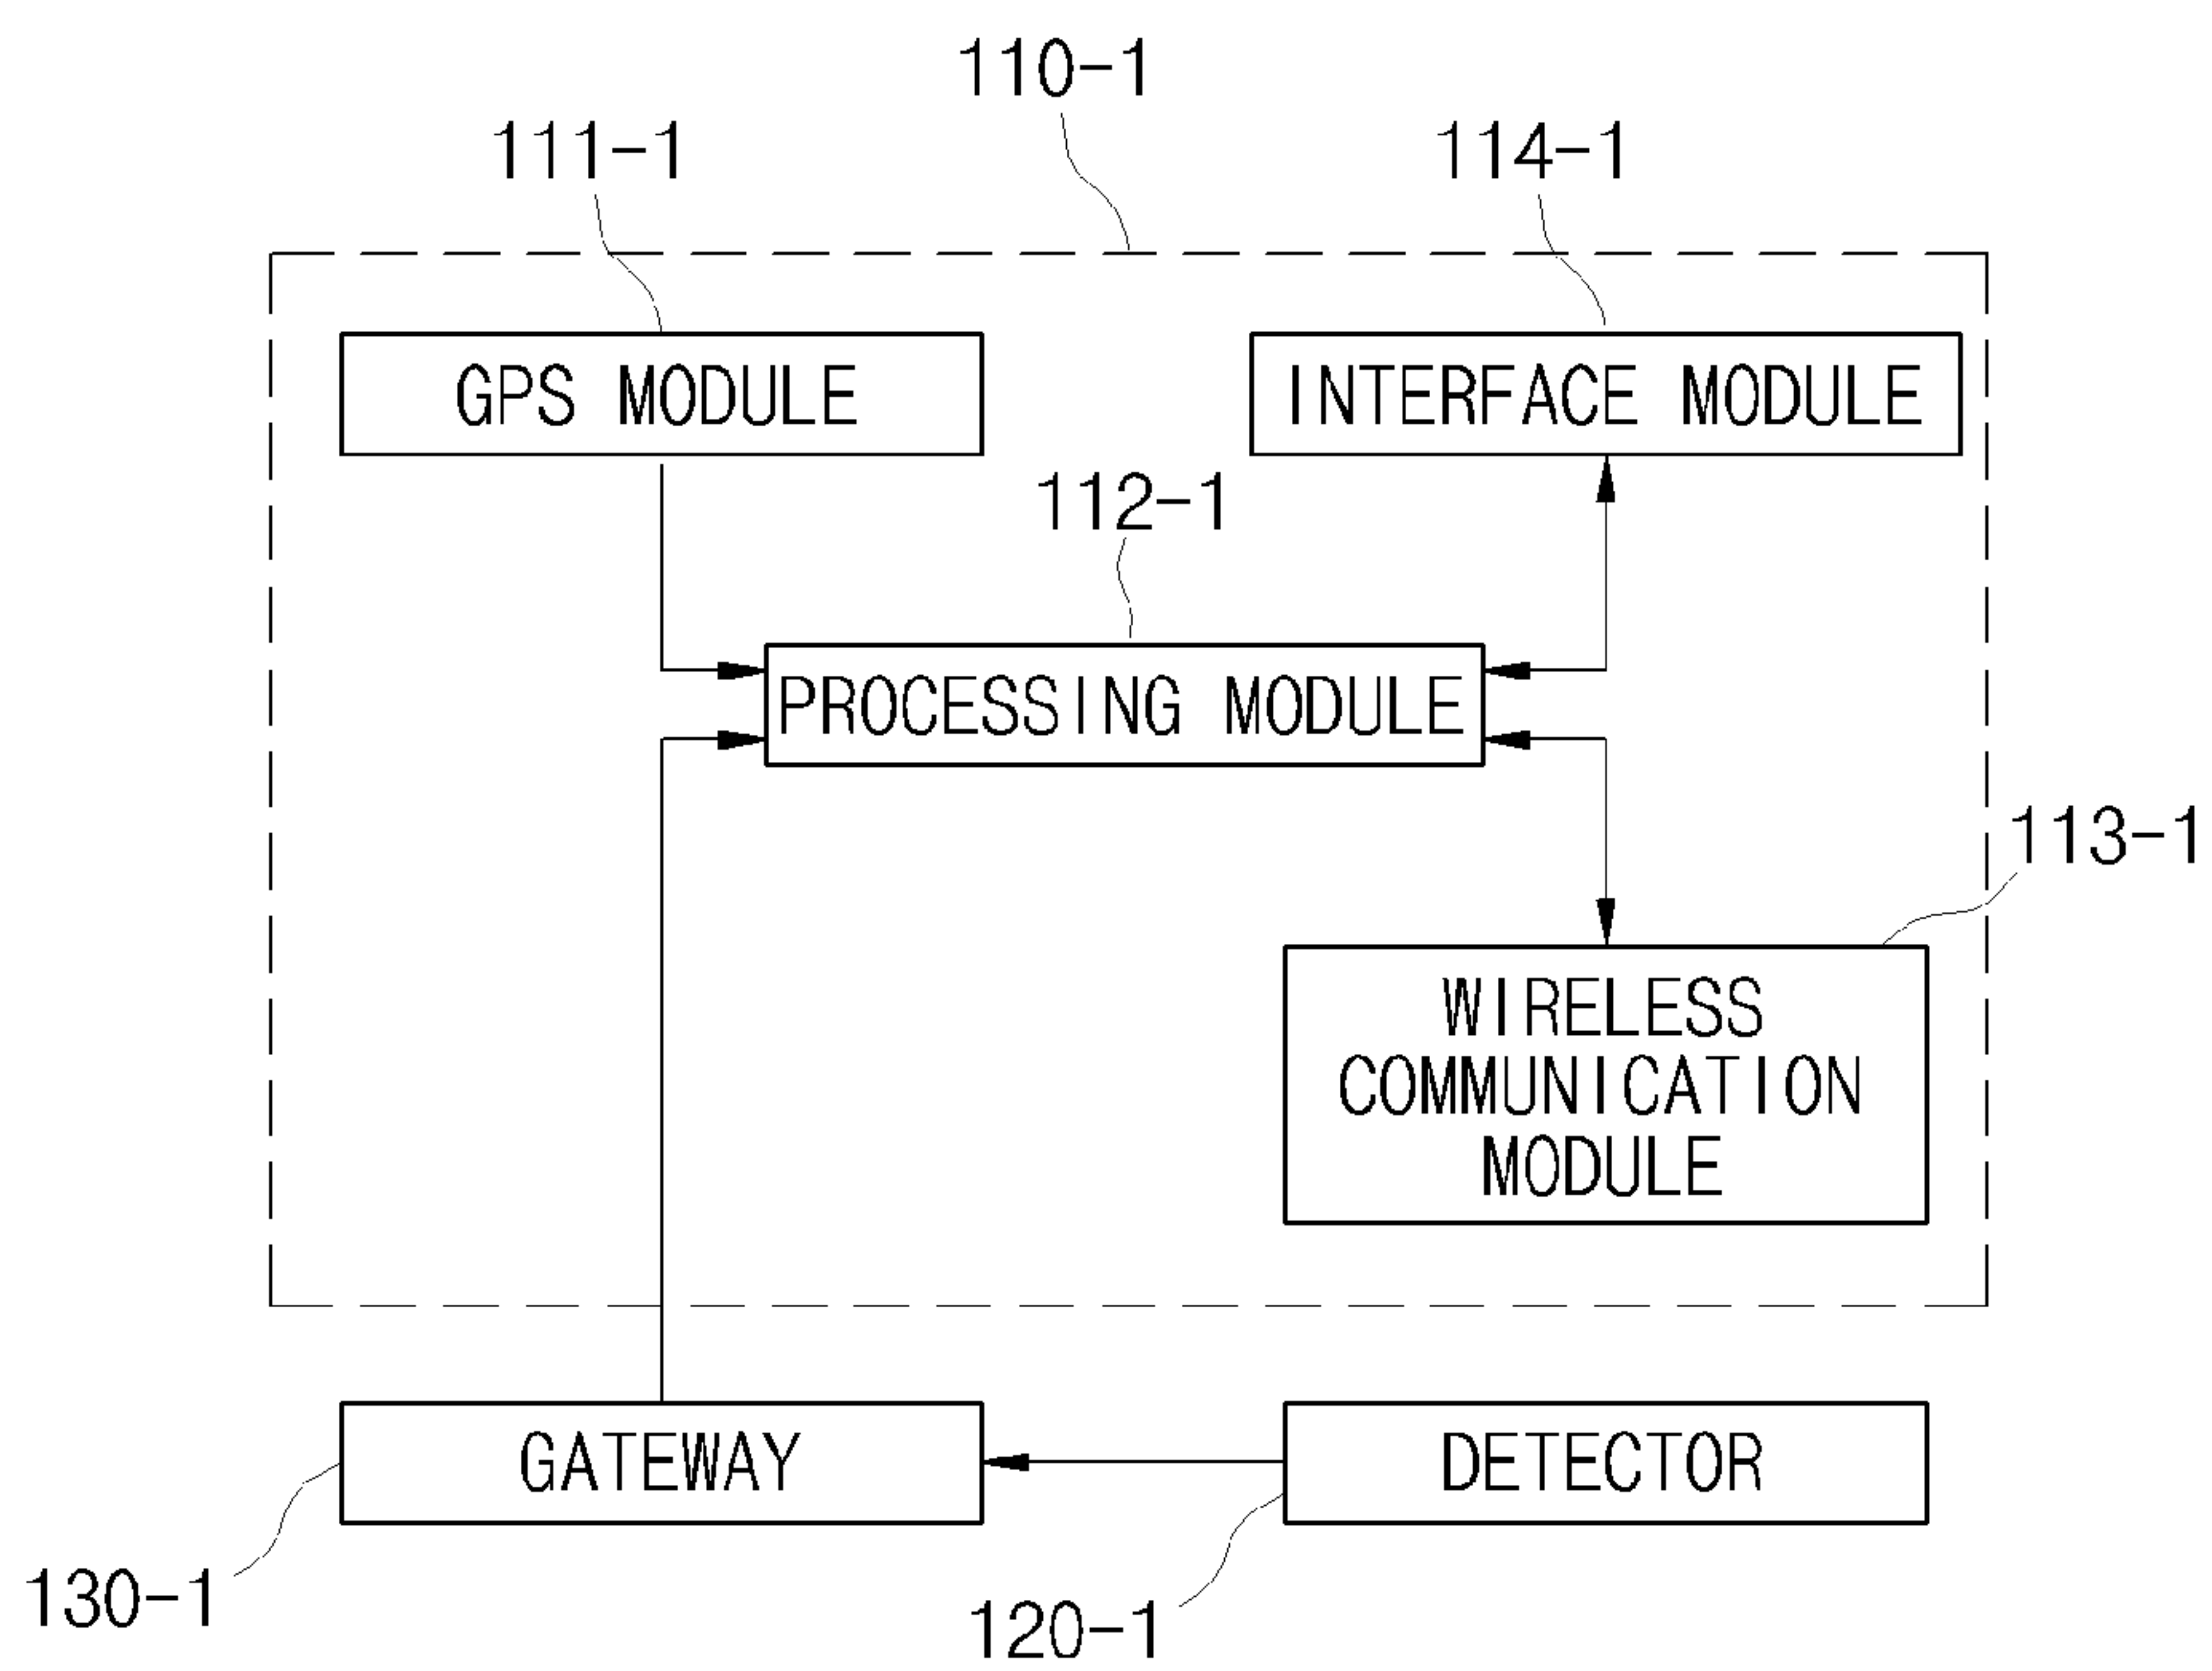 110-1
111-1
114-1
GPS MODULE
INTERFACE MODULE
112-1
PROCESSING MODULE
113-1
WIRELESS
COMMUNICATION
MODULE
GATEWAY
DETECTOR
130-1
120-1